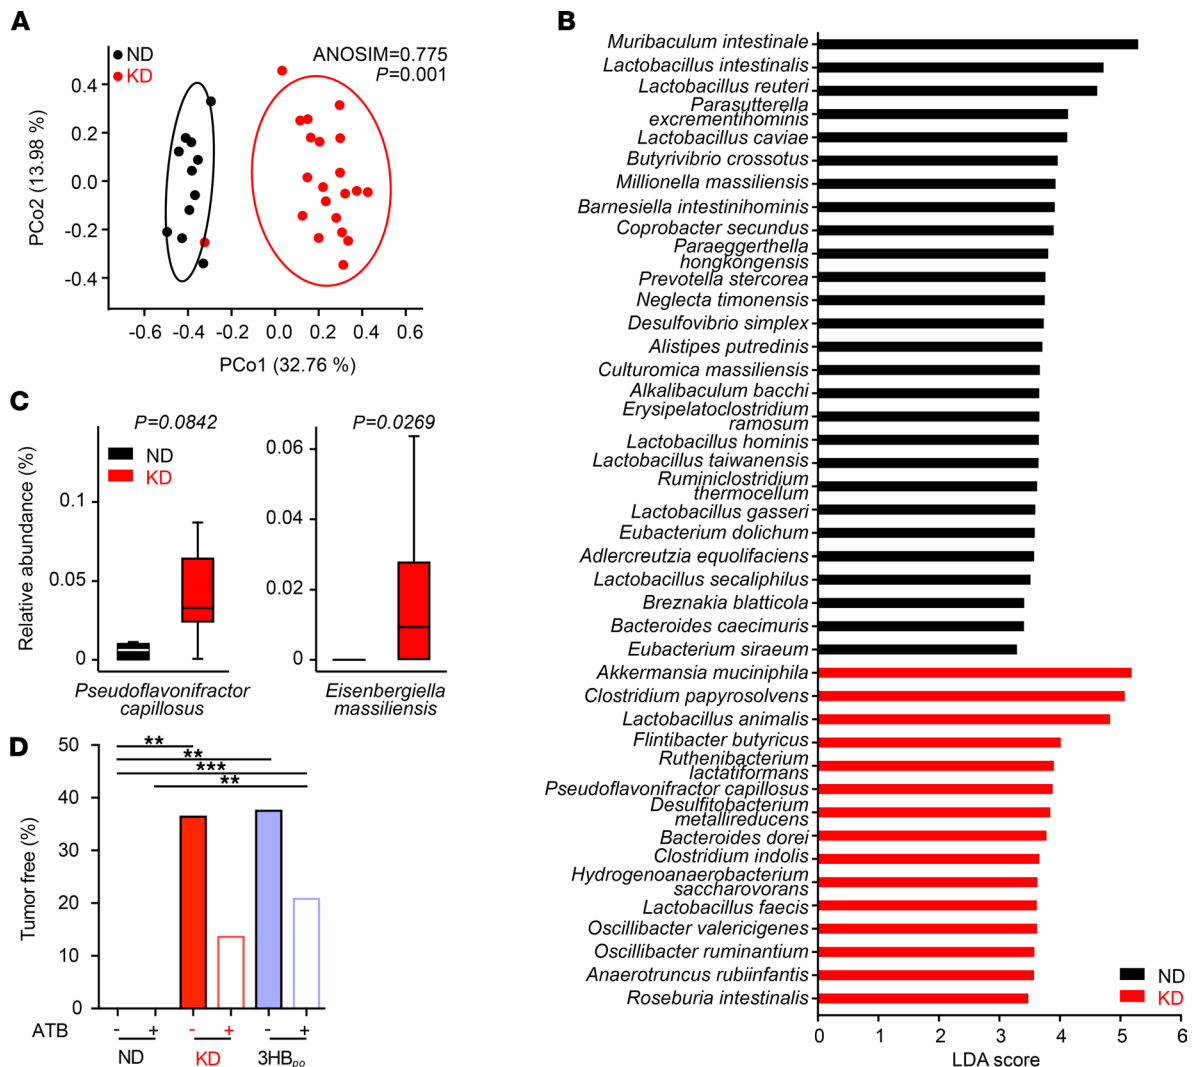 A
ND
KD
ANOSIM=0.775
P=0.001
0.4
0.2
0.0
-0.2
-0.4
PCo2 (13.98 %)
-0.6 -0.4 -0.2 0.0 0.2 0.4 0.6
PCo1 (32.76 %)
B
Muribaculum intestinale
Lactobacillus intestinalis
Lactobacillus reuteri
Parasutterella
excrementihominis
Lactobacillus caviae
Butyrivibrio crossotus
Millionella massiliensis
Barnesiella intestinihominis
Coprobacter secundus
Paraeggerthella
hongkongensis
Prevotella stercorea
Neglecta timonensis
Desulfovibrio simplex
Alistipes putredinis
Culturomica massiliensis
Alkalibaculum bacchi
Erysipelatoclostridium
ramosum
Lactobacillus hominis
Lactobacillus taiwanensis
Ruminiclostridium
thermocellum
Lactobacillus gasseri
Eubacterium dolichum
Adlercreutzia equolifaciens
Lactobacillus secaliphilus
Breznakia blatticola
Bacteroides caecimuris
Eubacterium siraeum
Akkermansia muciniphila
Clostridium papyrosolvens
Lactobacillus animalis
Flintibacter butyricus
Ruthenibacterium
lactatiformans
Pseudoflavonifractor capillosus
Desulfitobacterium
metallireducens
Bacteroides dorei
Clostridium indolis
Hydrogenoanaerobacterium
saccharovorans
Lactobacillus faecis
Oscillibacter valericigenes
Oscillibacter ruminantium
Anaerotruncus rubiinfantis
Roseburia intestinalis
ND
KD
0 1 2 3 4 5 6
LDA score
C
P=0.0842
ND
KD
Relative abundance (%)
0.1
0.05
0
Pseudoflavonifractor
capillosus
P=0.0269
0.06
0.04
0.02
0
Eisenbergiella
massiliensis
D
Tumor free (%)
50
40
30
20
10
0
**
**
***
**
ATB - + - + - +
ND KD 3HBpo